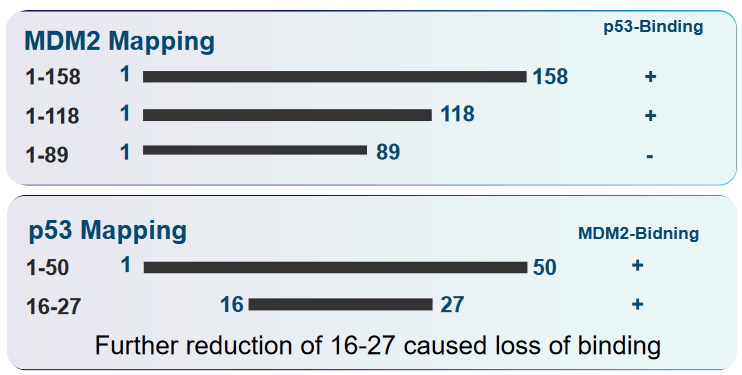 MDM2 Mapping p53-Binding
1-158 1 158 +
1-118 1 118 +
1-89 1 89 -
p53 Mapping MDM2-Bidning
1-50 1 50 +
16-27 16 27 +
Further reduction of 16-27 caused loss of binding